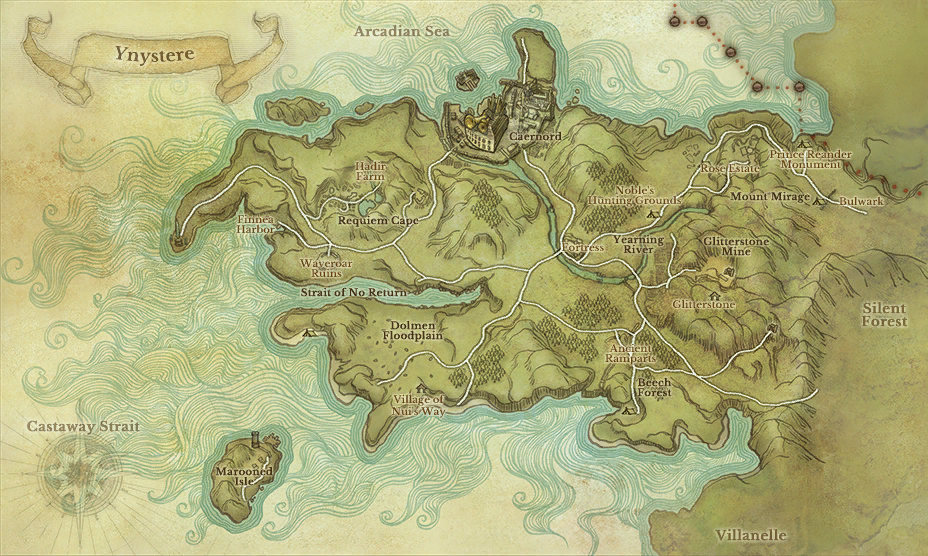 Ynystere
Arcadian Sea
Caernord
Prince Reander
Monument
Hadir
Farm
Rose Estate
Noble's
Hunting Grounds
Mount Mirage
Bulwark
Requiem Cape
Finnea
Harbor
Fortress
Yearning
River
Glitterstone
Mine
Waveroar
Ruins
Strait of No Return
Glitterstone
Silent
Forest
Dolmen
Floodplain
Ancient
Ramparts
Beech
Forest
Village of
Nui's Way
Castaway Strait
Marooned
Isle
Villanelle